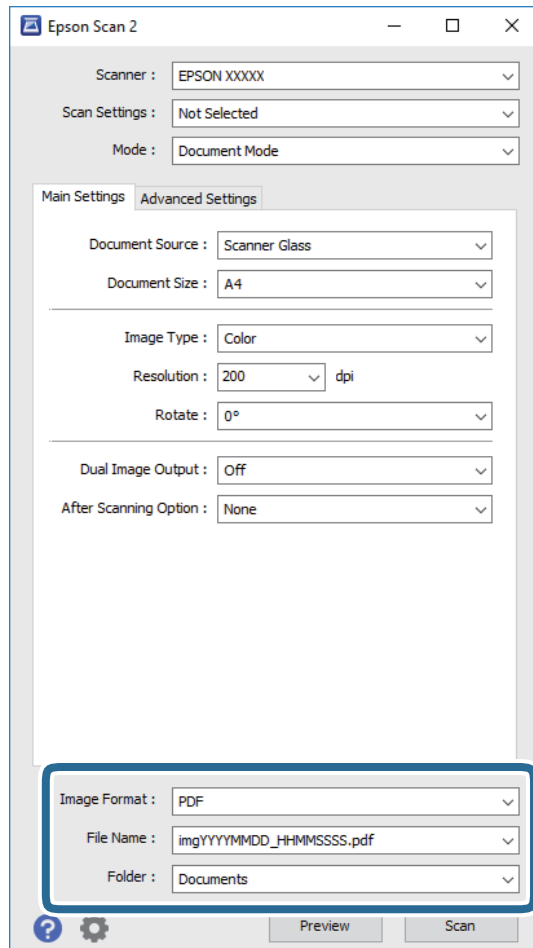 Epson Scan 2
Scanner : EPSON XXXXX
Scan Settings : Not Selected
Mode : Document Mode
Main Settings Advanced Settings
Document Source : Scanner Glass
Document Size : A4
Image Type : Color
Resolution : 200 dpi
Rotate : 0°
Dual Image Output : Off
After Scanning Option : None
Image Format : PDF
File Name : imgYYYYMMDD_HHMMSSSS.pdf
Folder : Documents
? Preview Scan